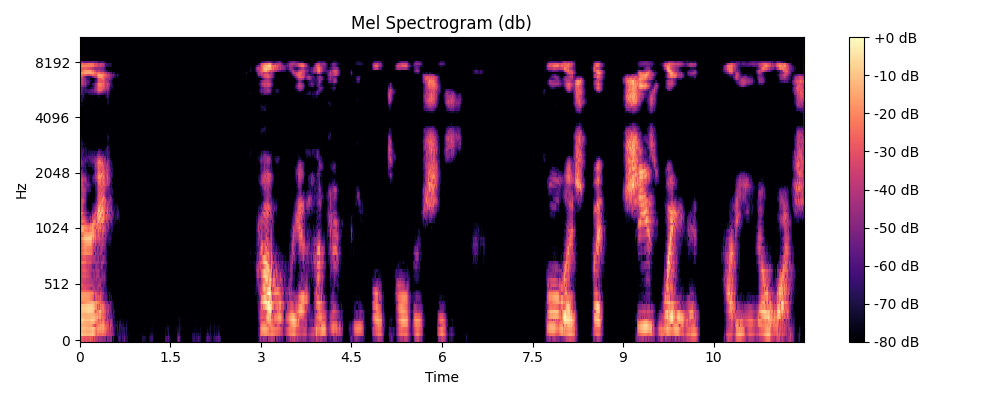 Mel Spectrogram (db)
8192
4096
2048
1024
512
0
Hz
0
1.5
3
4.5
6
7.5
9
10
Time
+0 dB
-10 dB
-20 dB
-30 dB
-40 dB
-50 dB
-60 dB
-70 dB
-80 dB